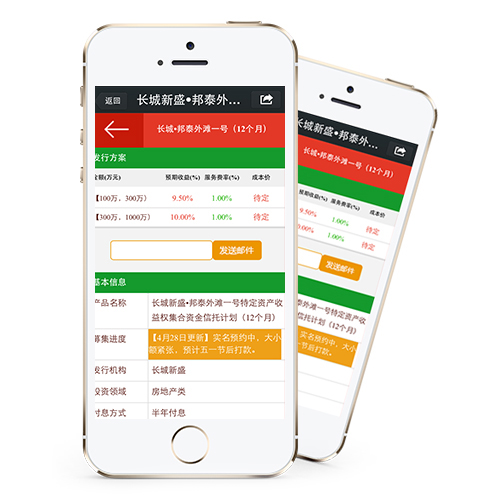 返回 长城新盛•邦泰外...
长城•邦泰外滩一号（12个月）
发行方案
金额(万元) 预期收益(%) 服务费率(%) 成本价
【100万、300万） 9.50% 1.00% 待定
【300万、1000万） 10.00% 1.00% 待定
发送邮件
基本信息
产品名称 长城新盛•邦泰外滩一号特定资产收
益权集合资金信托计划（12个月）
募集进度 【4月28日更新】实名预约中，大小
额紧张，预计五一节后打款。
发行机构 长城新盛
投资领域 房地产类
付息方式 半年付息
长城新盛•邦泰外...
长城•邦泰外滩一号（12个月）
预期收益(%) 服务费率(%) 成本价
9.50% 1.00% 待定
10.00% 1.00% 待定
发送邮件
邦泰外滩一号特定资产收
资金信托计划（12个月）
更新】实名预约中，大小
预计五一节后打款。